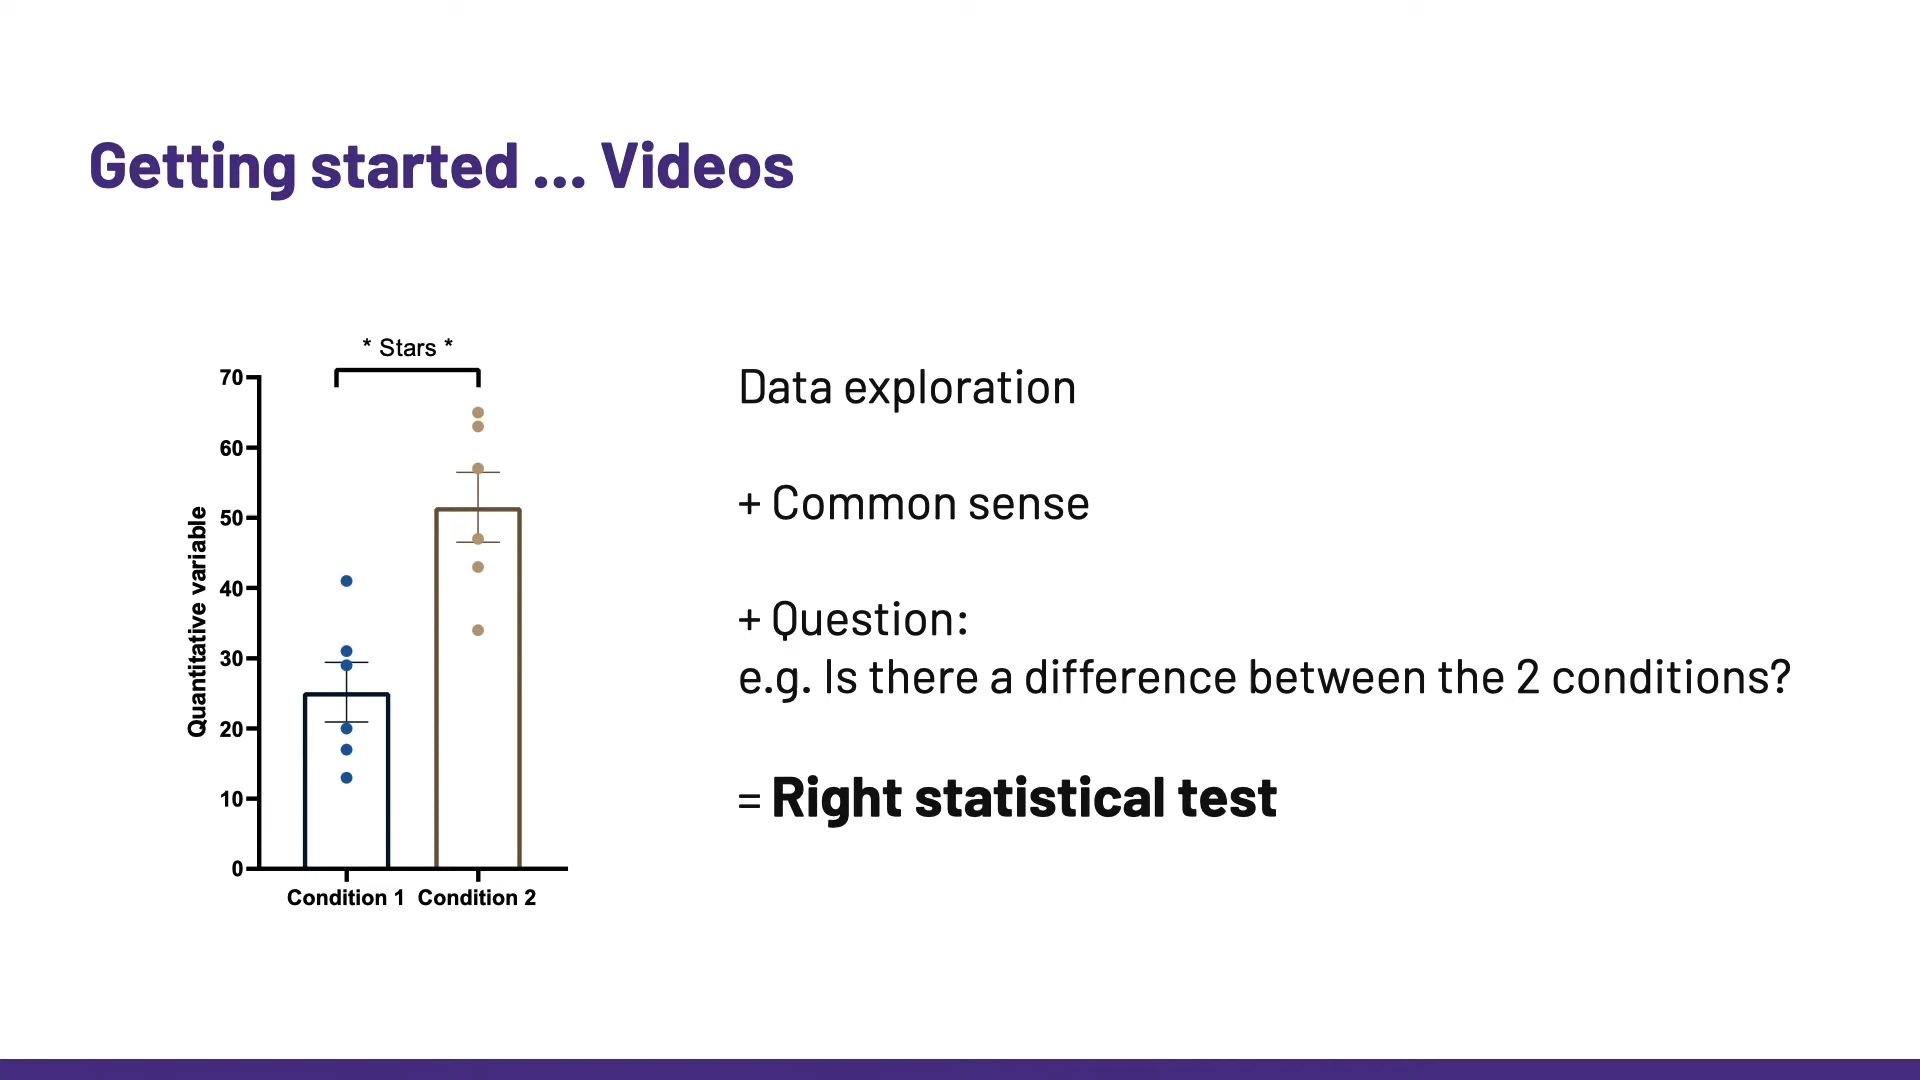 Getting started ... Videos
* Stars *
70
60
50
40
30
20
10
0
Quantitative variable
Condition 1 Condition 2
Data exploration
+ Common sense
+ Question:
e.g. Is there a difference between the 2 conditions?
= Right statistical test